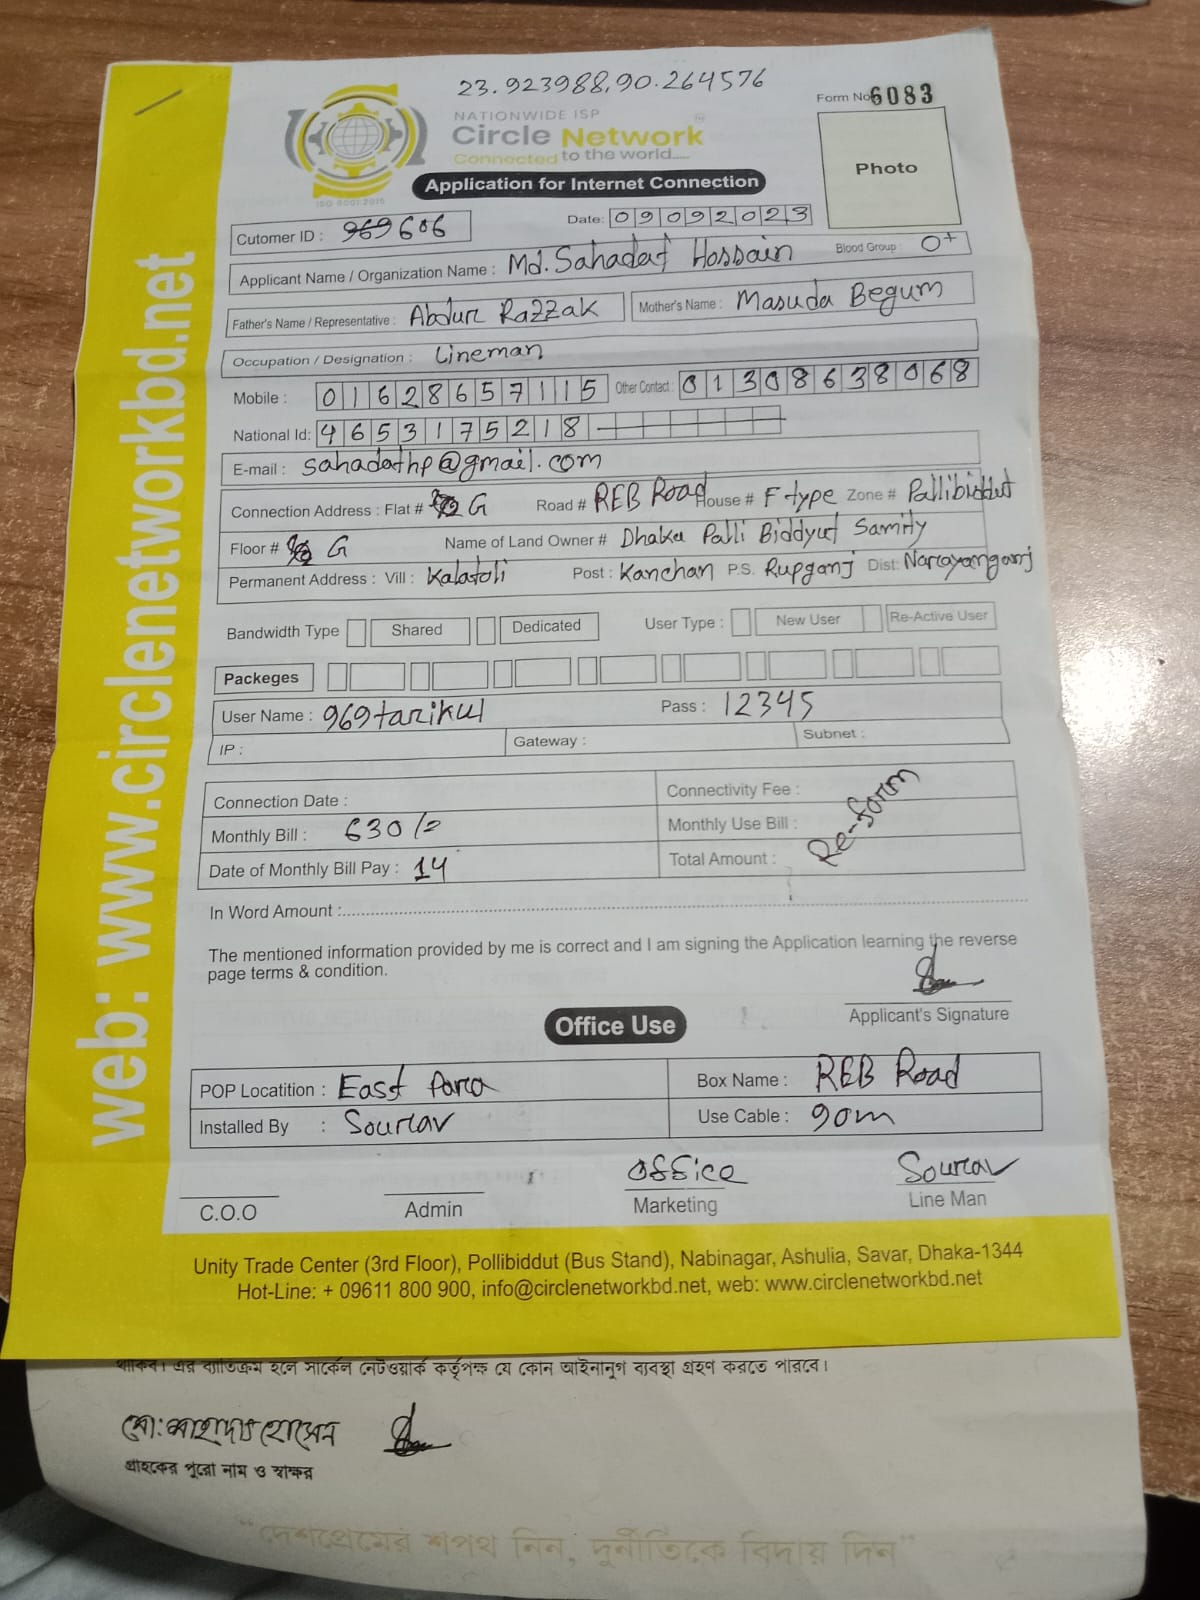 23.923988,90.264576
Form No 6083
NATIONWIDE ISP
Circle Network
Connected to the world.....
ISO 9001:2015
Photo
Application for Internet Connection
Cutomer ID : 969606 Date: 09092023
Applicant Name / Organization Name : Md. Sahadat Hossain Blood Group : O+
Father's Name / Representative : Abdur Razzak Mother's Name : Masuda Begum
Occupation / Designation : Lineman
Mobile : 01628657115 Other Contact : 01308638068
National Id: 4653175218
E-mail : sahadathp@gmail.com
Connection Address : Flat # G Road # REB Road House # F-type Zone # Pallibiddut
Floor # G Name of Land Owner # Dhaka Palli Biddyut Samity
Permanent Address : Vill : Kalatoli Post : Kanchan P.S. Rupganj Dist: Narayanganj
Bandwidth Type Shared Dedicated User Type : New User Re-Active User
Packeges
User Name : 969tarikul Pass : 12345
IP : Gateway : Subnet :
Connection Date : Connectivity Fee :
Monthly Bill : 630/= Monthly Use Bill :
Date of Monthly Bill Pay : 14 Total Amount :
Re-form
In Word Amount :
The mentioned information provided by me is correct and I am signing the Application learning the reverse
page terms & condition.
Applicant's Signature
Office Use
POP Locatition : East Para Box Name : REB Road
Installed By : Sourav Use Cable : 90m
Office Sourav
C.O.O Admin Marketing Line Man
Unity Trade Center (3rd Floor), Pollibiddut (Bus Stand), Nabinagar, Ashulia, Savar, Dhaka-1344
Hot-Line: + 09611 800 900, info@circlenetworkbd.net, web: www.circlenetworkbd.net
web: www.circlenetworkbd.net
থাকিব। এর ব্যতিক্রম হলে সার্কেল নেটওয়ার্ক কর্তৃপক্ষ যে কোন আইনানুগ ব্যবস্থা গ্রহণ করতে পারবে।
মো: সাহাদাত হোসেন
গ্রাহকের পুরো নাম ও স্বাক্ষর
"দেশপ্রেমের শপথ নিন, দুর্নীতিকে বিদায় দিন"